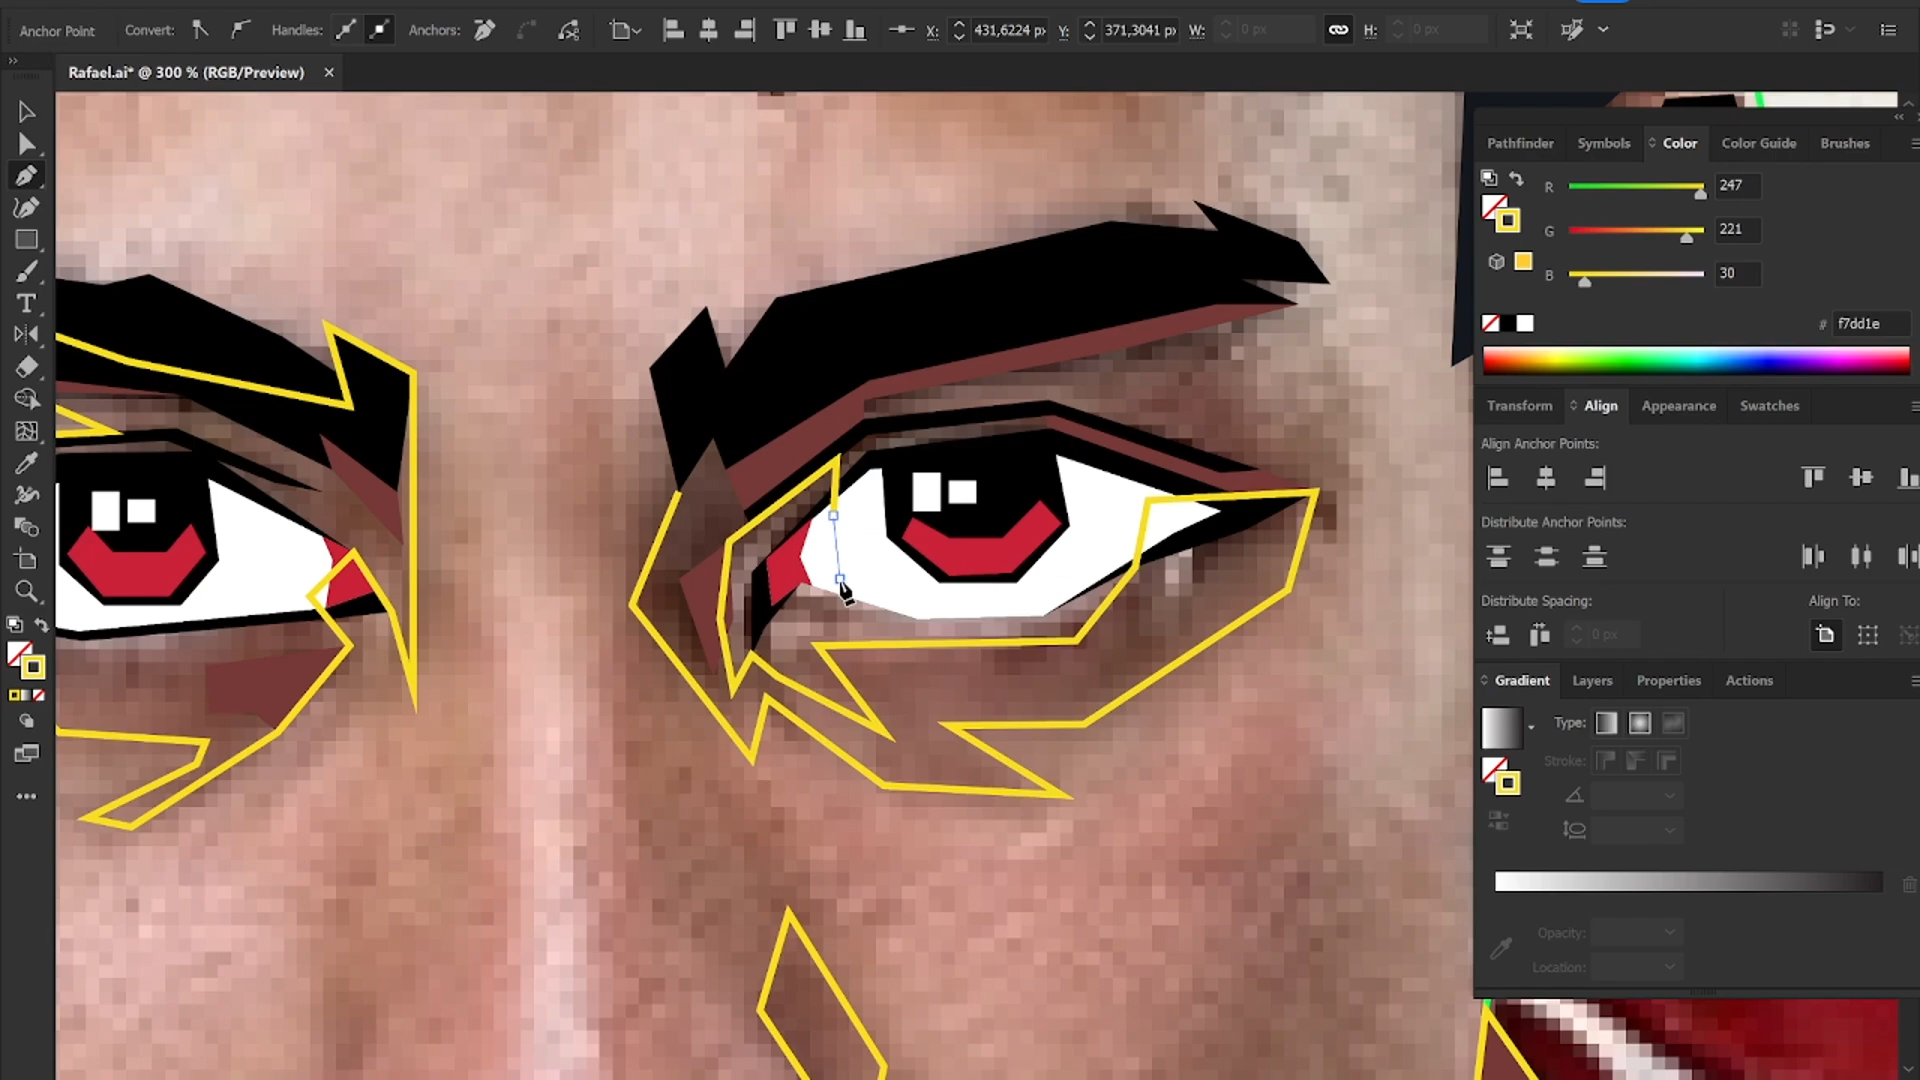 Anchor Point Convert: Handles: Anchors: X: 431,6224 p Y: 371,3041 p W: 0 px H: 0 px
Rafael.ai* @ 300 % (RGB/Preview)
Pathfinder Symbols Color Color Guide Brushes
R 247
G 221
B 30
# f7dd1e
Transform Align Appearance Swatches
Align Anchor Points:
Distribute Anchor Points:
Distribute Spacing: Align To:
0 px
Gradient Layers Properties Actions
Type:
Stroke:
Opacity:
Location: